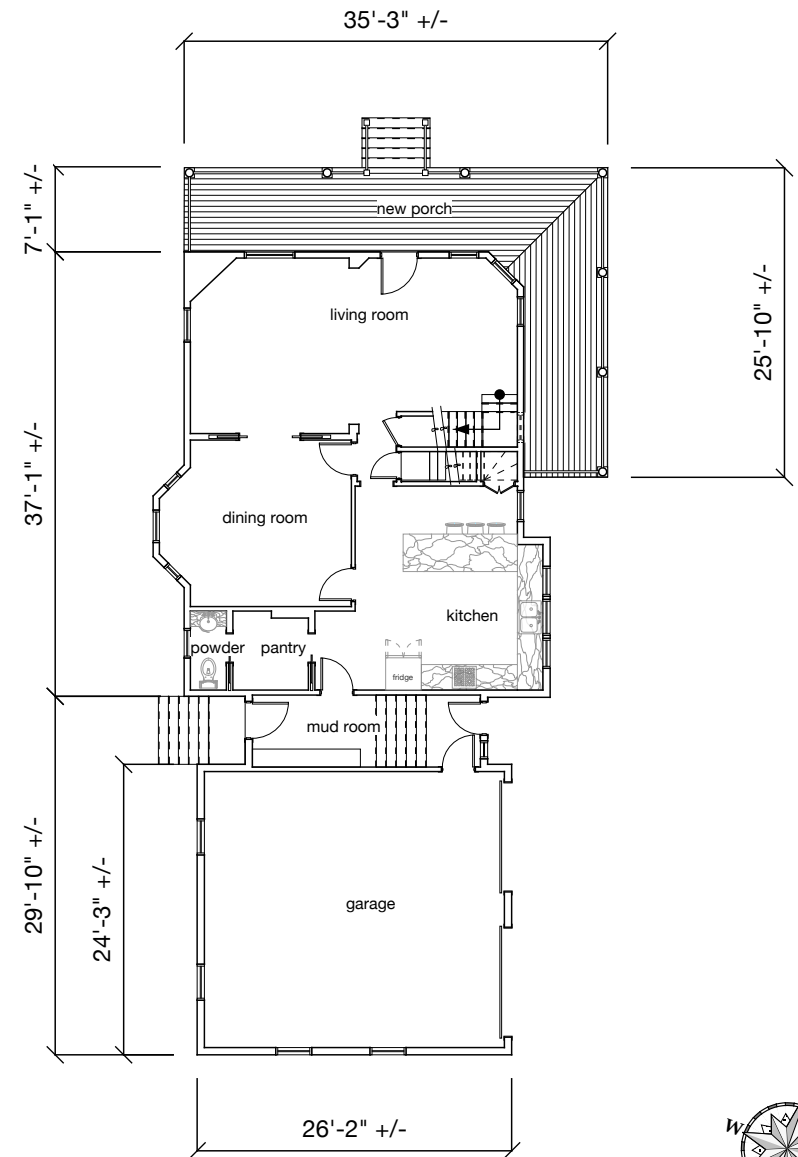 35'-3" +/-
7'-1" +/-
new porch
living room
25'-10" +/-
37'-1" +/-
dining room
kitchen
powder
pantry
fridge
mud room
29'-10" +/-
24'-3" +/-
garage
26'-2" +/-
W